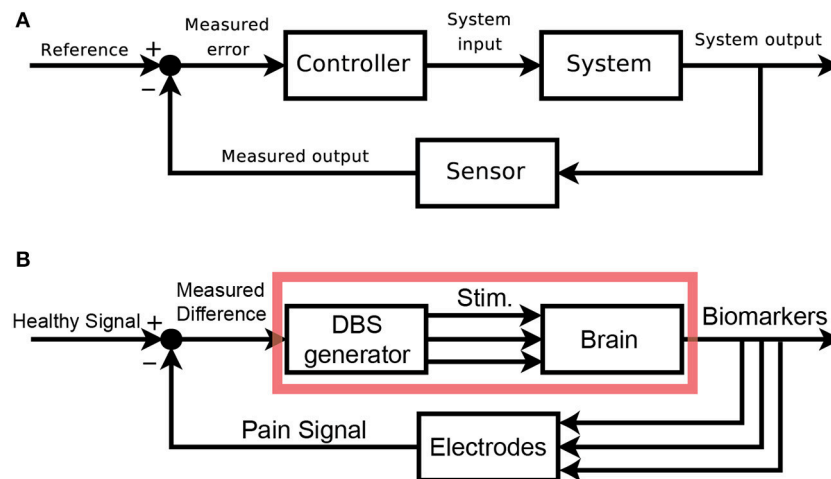 A
Reference
+
−
Measured
error
Controller
System
input
System
System output
Measured output
Sensor
B
Healthy Signal
+
−
Measured
Difference
DBS
generator
Stim.
Brain
Biomarkers
Pain Signal
Electrodes